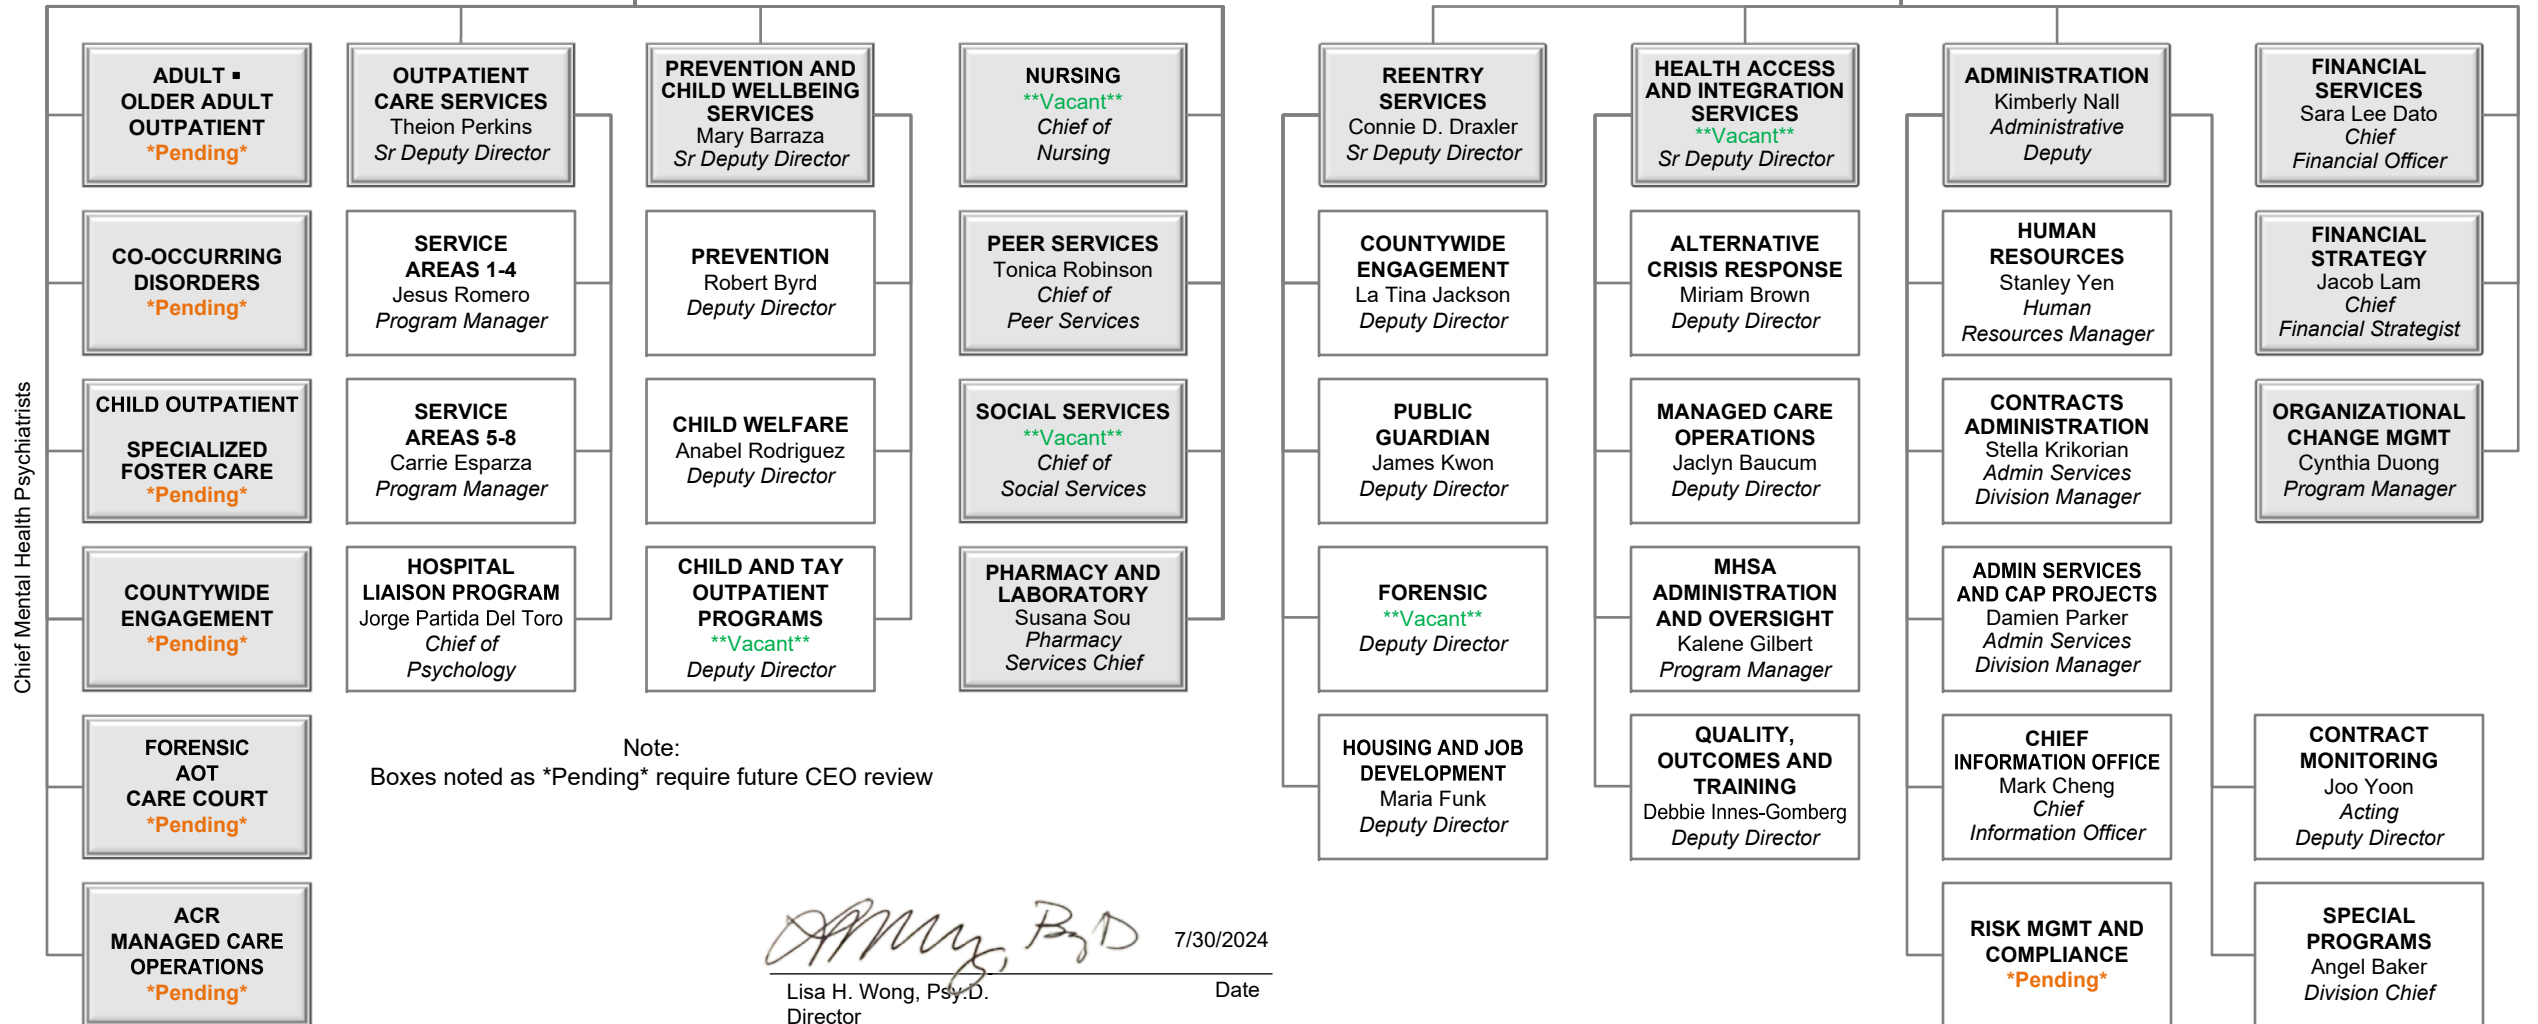 Chief Mental Health Psychiatrists
ADULT ▪
OLDER ADULT
OUTPATIENT
*Pending*
CO-OCCURRING
DISORDERS
*Pending*
CHILD OUTPATIENT
SPECIALIZED
FOSTER CARE
*Pending*
COUNTYWIDE
ENGAGEMENT
*Pending*
FORENSIC
AOT
CARE COURT
*Pending*
ACR
MANAGED CARE
OPERATIONS
*Pending*
OUTPATIENT
CARE SERVICES
Theion Perkins
Sr Deputy Director
SERVICE
AREAS 1-4
Jesus Romero
Program Manager
SERVICE
AREAS 5-8
Carrie Esparza
Program Manager
HOSPITAL
LIAISON PROGRAM
Jorge Partida Del Toro
Chief of
Psychology
PREVENTION AND
CHILD WELLBEING
SERVICES
Mary Barraza
Sr Deputy Director
PREVENTION
Robert Byrd
Deputy Director
CHILD WELFARE
Anabel Rodriguez
Deputy Director
CHILD AND TAY
OUTPATIENT
PROGRAMS
**Vacant**
Deputy Director
NURSING
**Vacant**
Chief of
Nursing
PEER SERVICES
Tonica Robinson
Chief of
Peer Services
SOCIAL SERVICES
**Vacant**
Chief of
Social Services
PHARMACY AND
LABORATORY
Susana Sou
Pharmacy
Services Chief
Note:
Boxes noted as *Pending* require future CEO review
7/30/2024
Lisa H. Wong, Psy.D.
Director
Date
REENTRY
SERVICES
Connie D. Draxler
Sr Deputy Director
COUNTYWIDE
ENGAGEMENT
La Tina Jackson
Deputy Director
PUBLIC
GUARDIAN
James Kwon
Deputy Director
FORENSIC
**Vacant**
Deputy Director
HOUSING AND JOB
DEVELOPMENT
Maria Funk
Deputy Director
HEALTH ACCESS
AND INTEGRATION
SERVICES
**Vacant**
Sr Deputy Director
ALTERNATIVE
CRISIS RESPONSE
Miriam Brown
Deputy Director
MANAGED CARE
OPERATIONS
Jaclyn Baucum
Deputy Director
MHSA
ADMINISTRATION
AND OVERSIGHT
Kalene Gilbert
Program Manager
QUALITY,
OUTCOMES AND
TRAINING
Debbie Innes-Gomberg
Deputy Director
ADMINISTRATION
Kimberly Nall
Administrative
Deputy
HUMAN
RESOURCES
Stanley Yen
Human
Resources Manager
CONTRACTS
ADMINISTRATION
Stella Krikorian
Admin Services
Division Manager
ADMIN SERVICES
AND CAP PROJECTS
Damien Parker
Admin Services
Division Manager
CHIEF
INFORMATION OFFICE
Mark Cheng
Chief
Information Officer
RISK MGMT AND
COMPLIANCE
*Pending*
FINANCIAL
SERVICES
Sara Lee Dato
Chief
Financial Officer
FINANCIAL
STRATEGY
Jacob Lam
Chief
Financial Strategist
ORGANIZATIONAL
CHANGE MGMT
Cynthia Duong
Program Manager
CONTRACT
MONITORING
Joo Yoon
Acting
Deputy Director
SPECIAL
PROGRAMS
Angel Baker
Division Chief